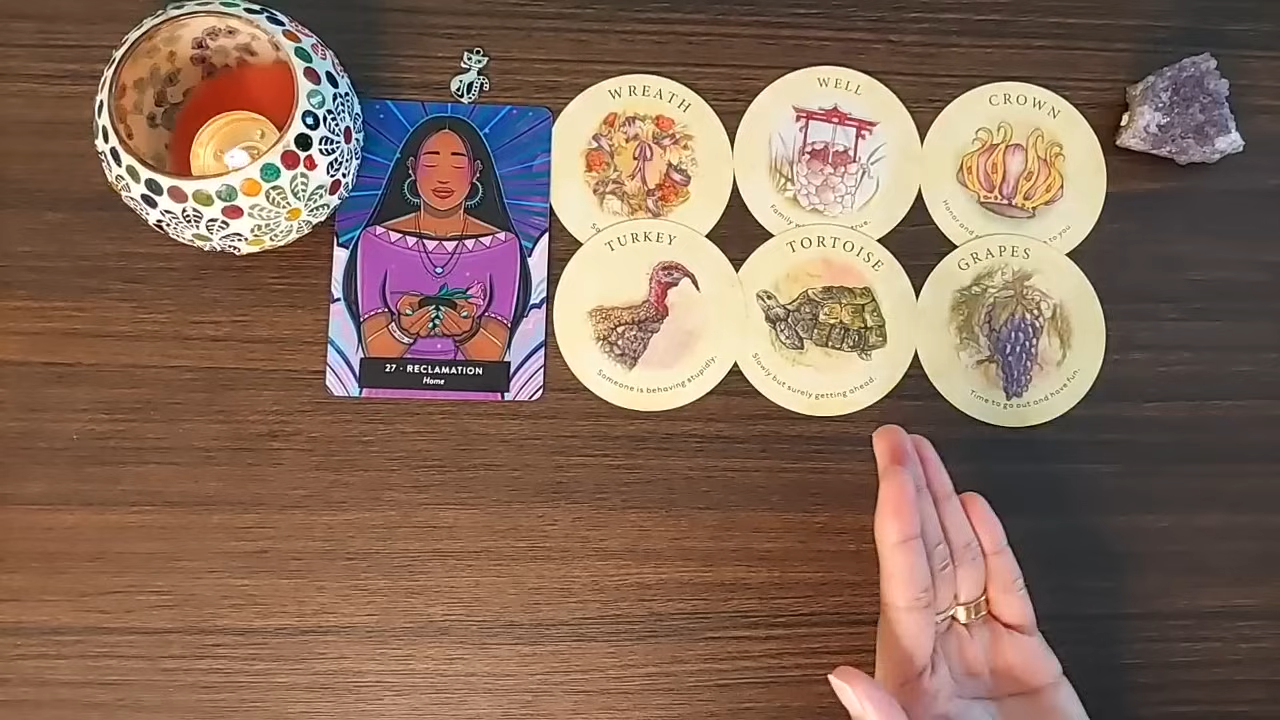 WREATH
WELL
Family
CROWN
Honor and
to you
27 · RECLAMATION
Home
TURKEY
Someone is behaving stupidly.
TORTOISE
Slowly but surely getting ahead.
GRAPES
Time to go out and have fun.